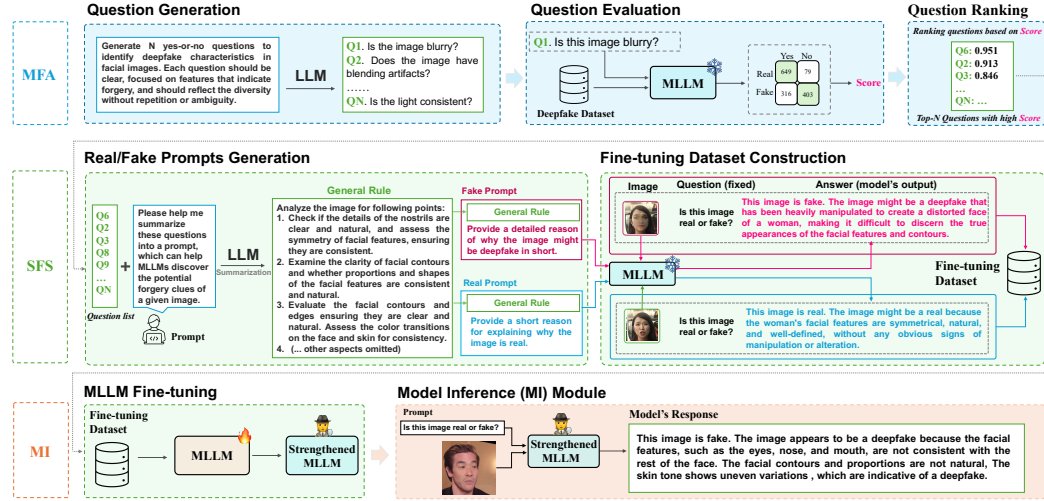 Question Generation
Question Evaluation
Question Ranking
MFA
Generate N yes-or-no questions to
identify deepfake characteristics in
facial images. Each question should be
clear, focused on features that indicate
forgery, and should reflect the diversity
without repetition or ambiguity.
LLM
Q1. Is the image blurry?
Q2. Does the image have
blending artifacts?
......
QN. Is the light consistent?
Q1. Is this image blurry?
Deepfake Dataset
MLLM
Yes No
Real 649 79
Fake 316 403
Score
Ranking questions based on Score
Q6: 0.951
Q2: 0.913
Q3: 0.846
...
QN: ...
Top-N Questions with high Score
Real/Fake Prompts Generation
Fine-tuning Dataset Construction
SFS
Q6
Q2
Q3
Q8
Q9
...
QN
Question list
+
Please help me
summarize
these questions
into a prompt,
which can help
MLLMs discover
the potential
forgery clues of
a given image.
Prompt
LLM
Summarization
General Rule
Analyze the image for following points:
1. Check if the details of the nostrils are
clear and natural, and assess the
symmetry of facial features, ensuring
they are consistent.
2. Examine the clarity of facial contours
and whether proportions and shapes
of the facial features are consistent
and natural.
3. Evaluate the facial contours and
edges ensuring they are clear and
natural. Assess the color transitions
on the face and skin for consistency.
4. (... other aspects omitted)
Fake Prompt
General Rule
Provide a detailed reason
of why the image might
be deepfake in short.
Real Prompt
General Rule
Provide a short reason
for explaining why the
image is real.
Image
Question (fixed)
Answer (model's output)
Is this image
real or fake?
This image is fake. The image might be a deepfake that
has been heavily manipulated to create a distorted face
of a woman, making it difficult to discern the true
appearances of the facial features and contours.
MLLM
Fine-tuning
Dataset
Is this image
real or fake?
This image is real. The image might be a real because
the woman's facial features are symmetrical, natural,
and well-defined, without any obvious signs of
manipulation or alteration.
MLLM Fine-tuning
Model Inference (MI) Module
MI
Fine-tuning
Dataset
MLLM
Strengthened
MLLM
Prompt
Is this image real or fake?
Strengthened
MLLM
Model's Response
This image is fake. The image appears to be a deepfake because the facial
features, such as the eyes, nose, and mouth, are not consistent with the
rest of the face. The facial contours and proportions are not natural, The
skin tone shows uneven variations , which are indicative of a deepfake.